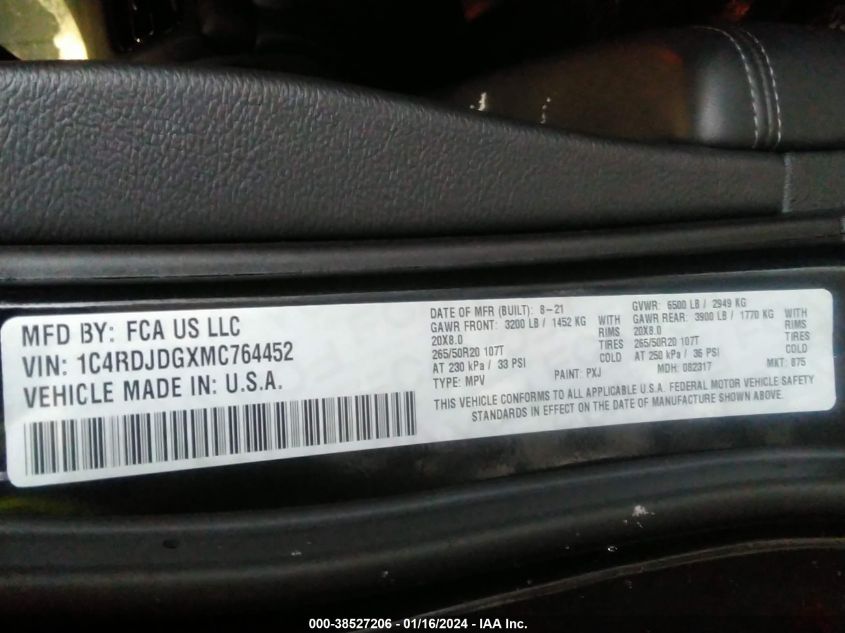 MFD BY: FCA US LLC
VIN: 1C4RDJDGXMC764452
VEHICLE MADE IN: U.S.A.
DATE OF MFR (BUILT): 8-21 GVWR: 6500 LB / 2949 KG
GAWR FRONT: 3200 LB / 1452 KG WITH GAWR REAR: 3900 LB / 1770 KG WITH
20X8.0 RIMS 20X8.0 RIMS
265/50R20 107T TIRES 265/50R20 107T TIRES
AT 230 kPa / 33 PSI COLD AT 250 kPa / 36 PSI COLD
TYPE: MPV PAINT: PXJ MDH: 082317 MKT: 875
THIS VEHICLE CONFORMS TO ALL APPLICABLE U.S.A. FEDERAL MOTOR VEHICLE SAFETY
STANDARDS IN EFFECT ON THE DATE OF MANUFACTURE SHOWN ABOVE.
000-38527206 - 01/16/2024 - IAA Inc.